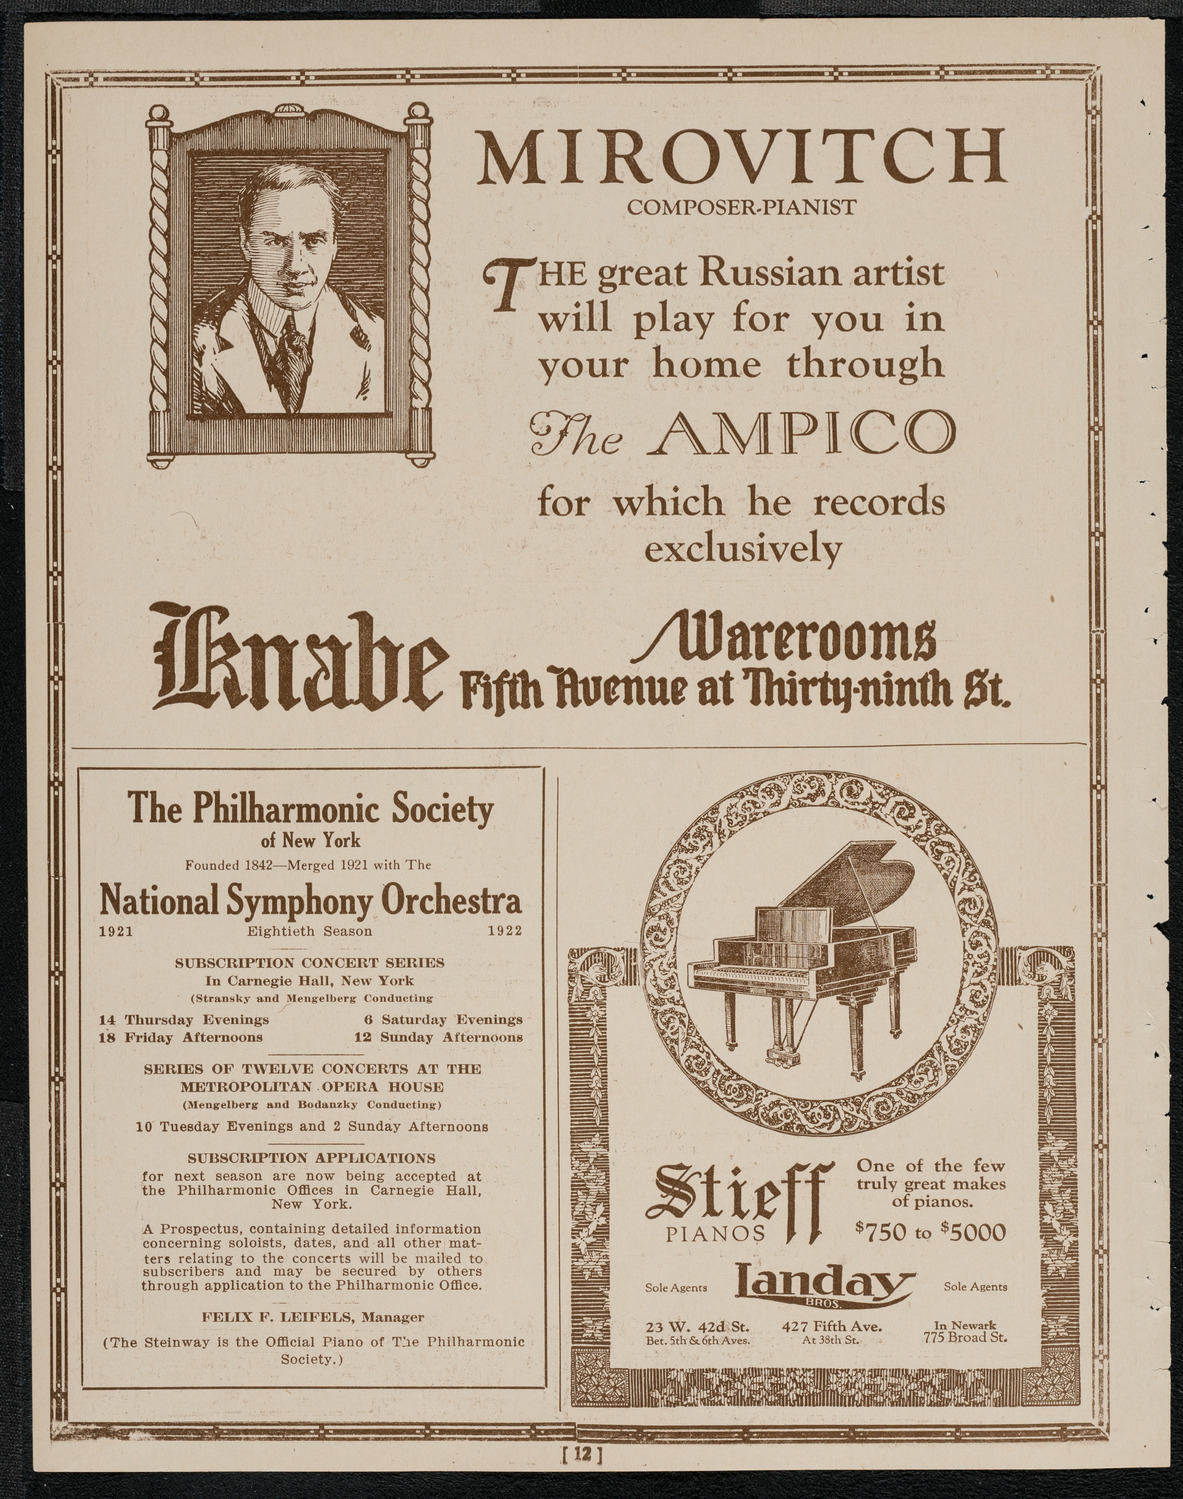 MIROVITCH
COMPOSER-PIANIST
THE great Russian artist
will play for you in
your home through
The AMPICO
for which he records
exclusively
Knabe
Warerooms
Fifth Avenue at Thirty-ninth St.
The Philharmonic Society
of New York
Founded 1842—Merged 1921 with The
National Symphony Orchestra
1921 Eightieth Season 1922
SUBSCRIPTION CONCERT SERIES
In Carnegie Hall, New York
(Stransky and Mengelberg Conducting
14 Thursday Evenings 6 Saturday Evenings
18 Friday Afternoons 12 Sunday Afternoons
SERIES OF TWELVE CONCERTS AT THE
METROPOLITAN OPERA HOUSE
(Mengelberg and Bodanzky Conducting)
10 Tuesday Evenings and 2 Sunday Afternoons
SUBSCRIPTION APPLICATIONS
for next season are now being accepted at
the Philharmonic Offices in Carnegie Hall,
New York.
A Prospectus, containing detailed information
concerning soloists, dates, and all other mat-
ters relating to the concerts will be mailed to
subscribers and may be secured by others
through application to the Philharmonic Office.
FELIX F. LEIFELS, Manager
(The Steinway is the Official Piano of The Philharmonic
Society.)
Stieff
PIANOS
One of the few
truly great makes
of pianos.
$750 to $5000
Sole Agents Landay Sole Agents
BROS.
23 W. 42d St. 427 Fifth Ave. In Newark
Bet. 5th & 6th Aves. At 38th St. 775 Broad St.
[ 12 ]